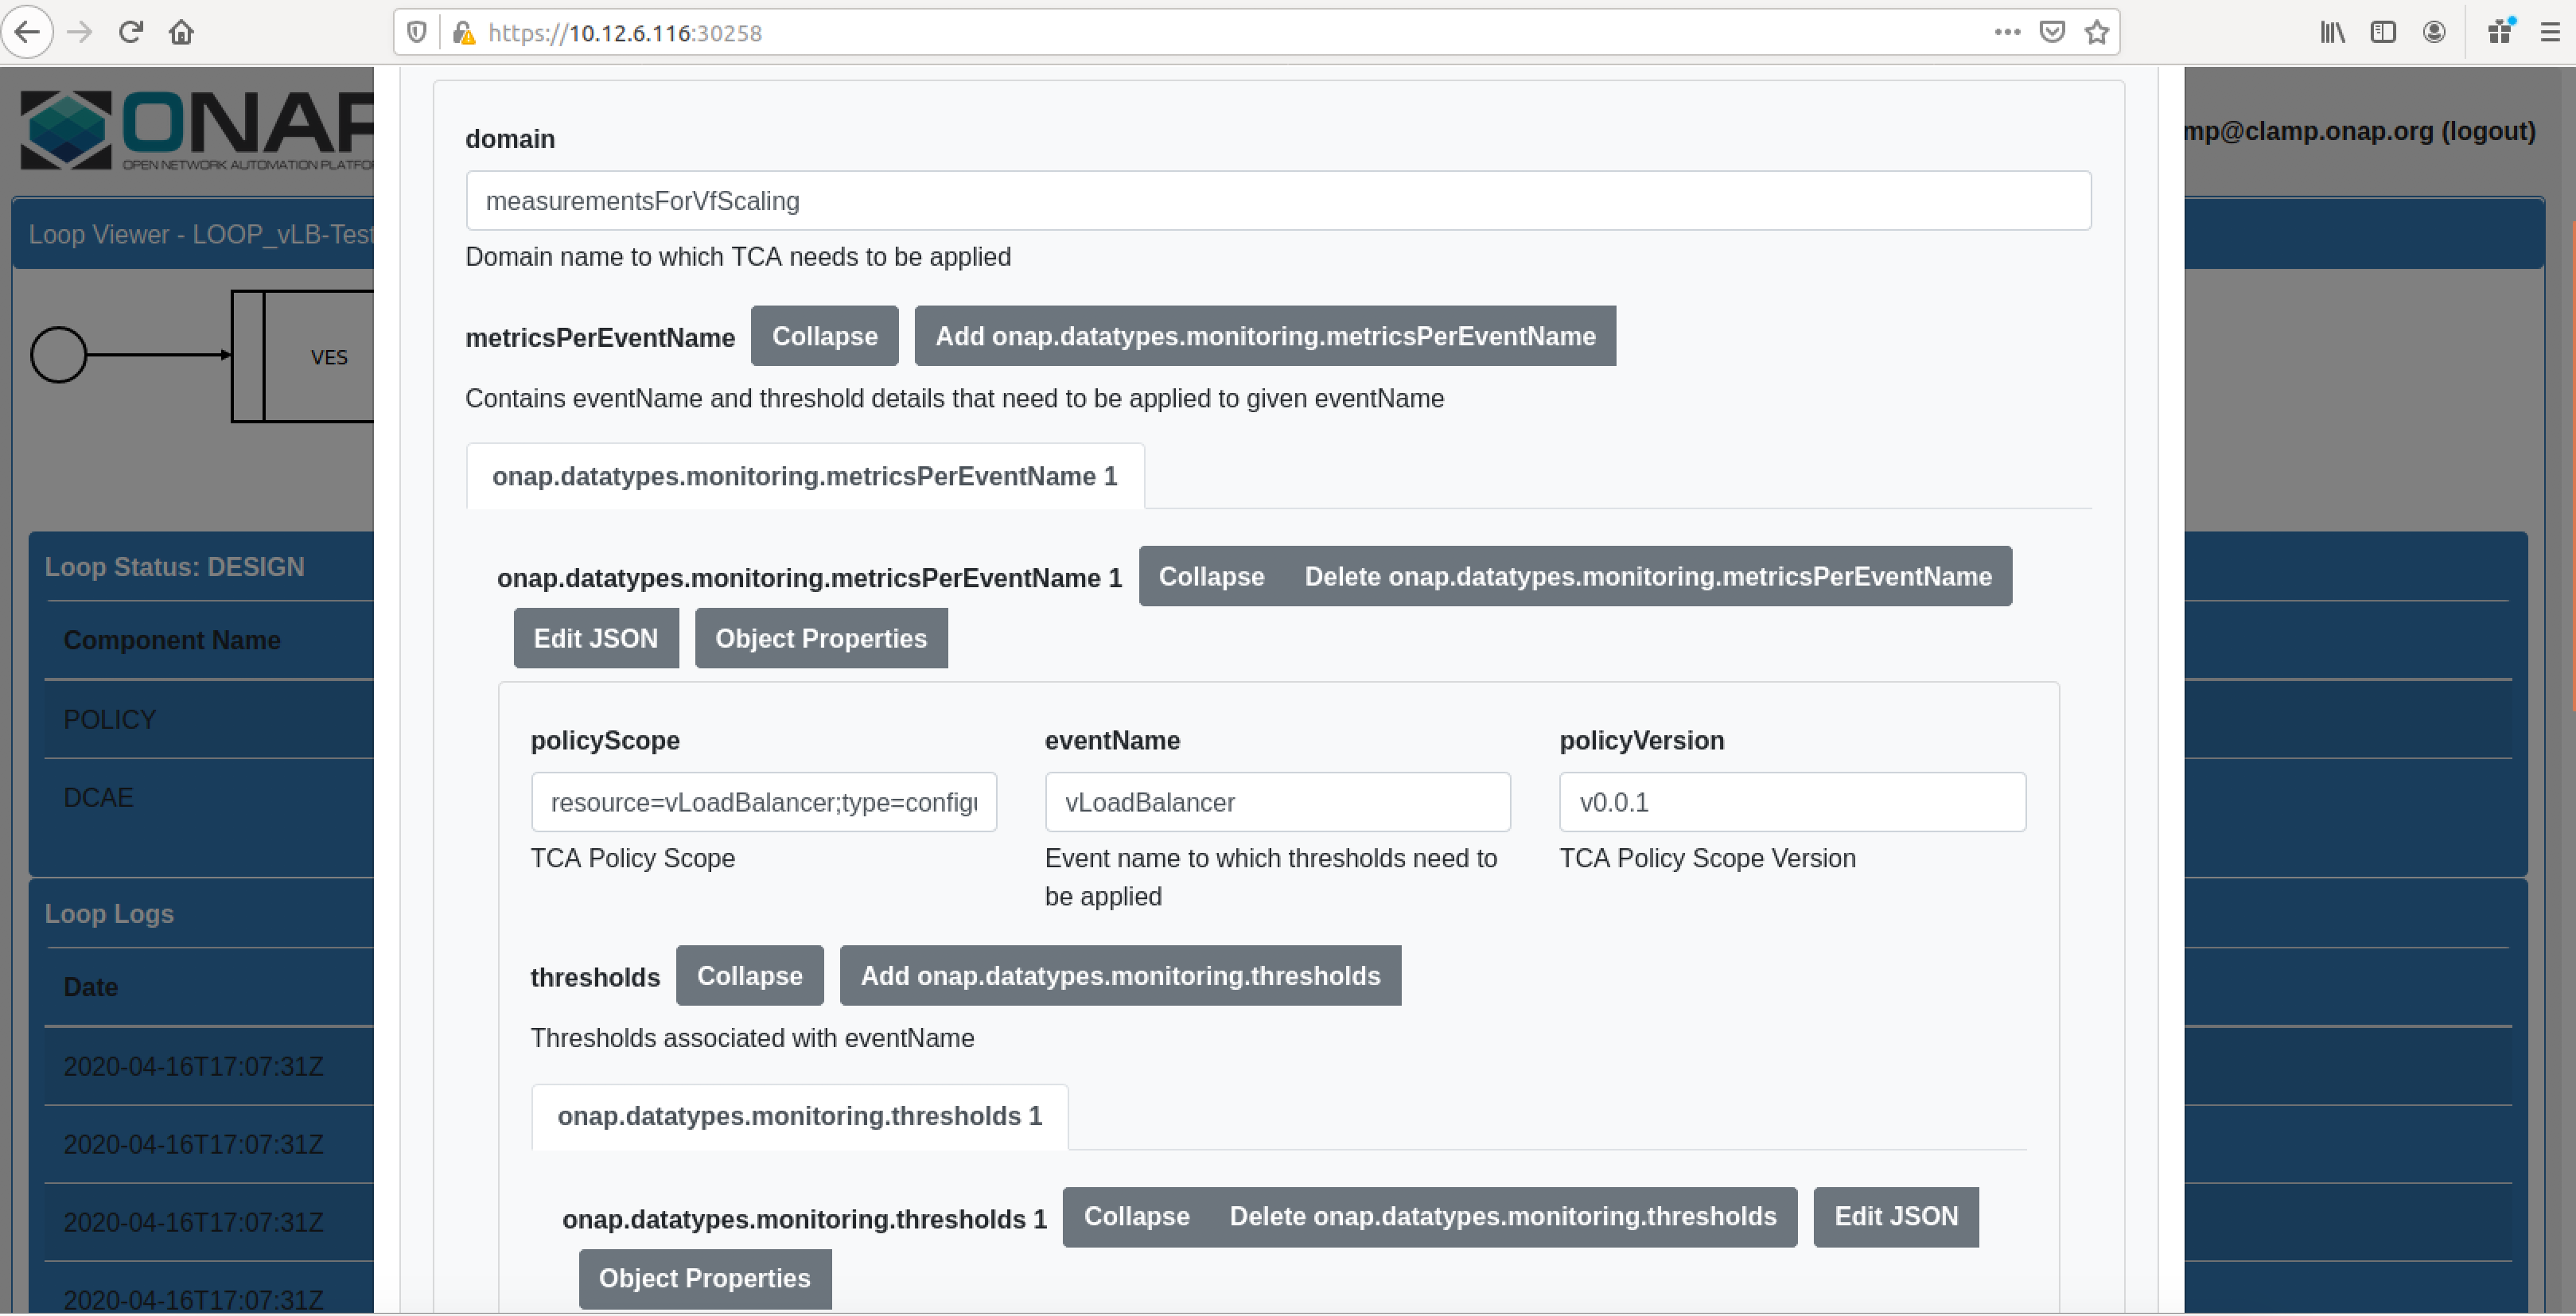 https://10.12.6.116:30258
ONAP
OPEN NETWORK AUTOMATION PLATFO
mp@clamp.onap.org (logout)
Loop Viewer - LOOP_vLB-Test
VES
Loop Status: DESIGN
Component Name
POLICY
DCAE
Loop Logs
Date
2020-04-16T17:07:31Z
2020-04-16T17:07:31Z
2020-04-16T17:07:31Z
2020-04-16T17:07:31Z
domain
measurementsForVfScaling
Domain name to which TCA needs to be applied
metricsPerEventName Collapse Add onap.datatypes.monitoring.metricsPerEventName
Contains eventName and threshold details that need to be applied to given eventName
onap.datatypes.monitoring.metricsPerEventName 1
onap.datatypes.monitoring.metricsPerEventName 1 Collapse Delete onap.datatypes.monitoring.metricsPerEventName
Edit JSON Object Properties
policyScope eventName policyVersion
resource=vLoadBalancer;type=config vLoadBalancer v0.0.1
TCA Policy Scope Event name to which thresholds need to TCA Policy Scope Version
be applied
thresholds Collapse Add onap.datatypes.monitoring.thresholds
Thresholds associated with eventName
onap.datatypes.monitoring.thresholds 1
onap.datatypes.monitoring.thresholds 1 Collapse Delete onap.datatypes.monitoring.thresholds Edit JSON
Object Properties